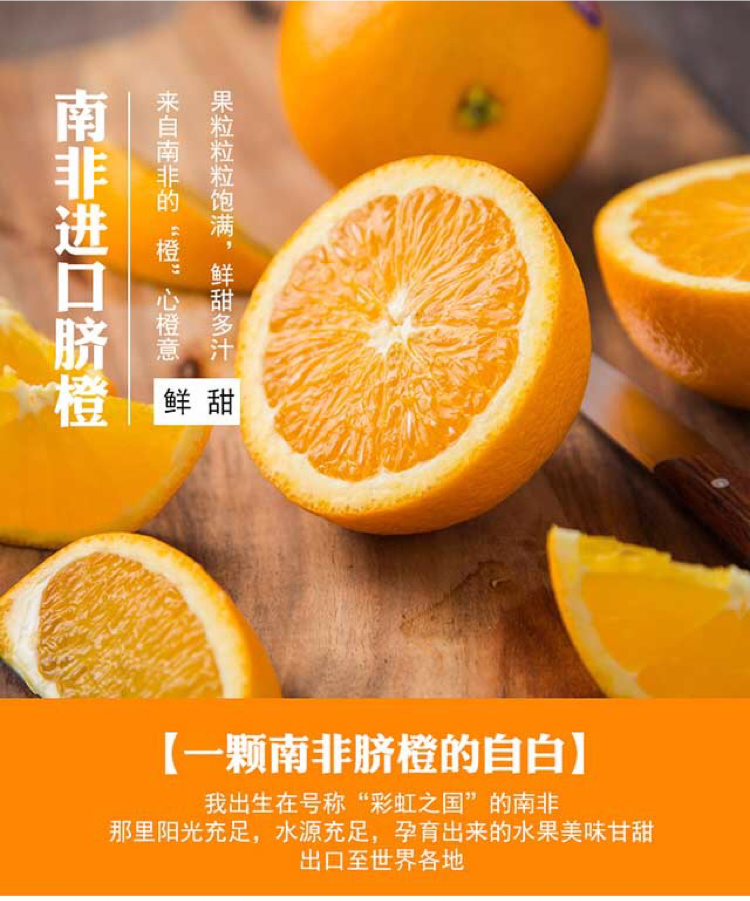 南非进口脐橙
果粒粒粒饱满，鲜甜多汁
来自南非的“橙”心橙意
鲜甜
【一颗南非脐橙的自白】
我出生在号称“彩虹之国”的南非
那里阳光充足，水源充足，孕育出来的水果美味甘甜
出口至世界各地